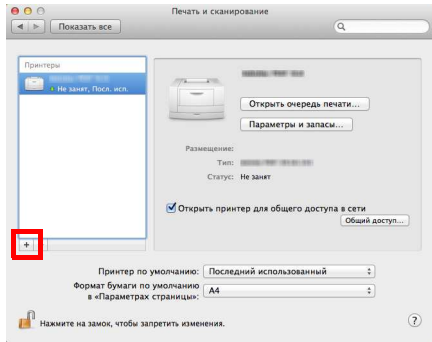 Печать и сканирование
Показать все
Принтеры
Не занят, Посл. исп.
Открыть очередь печати...
Параметры и запасы...
Размещение:
Тип:
Статус: Не занят
Открыть принтер для общего доступа в сети
Общий доступ...
+
Принтер по умолчанию: Последний использованный
Формат бумаги по умолчанию
в «Параметрах страницы»: A4
Нажмите на замок, чтобы запретить изменения.
?